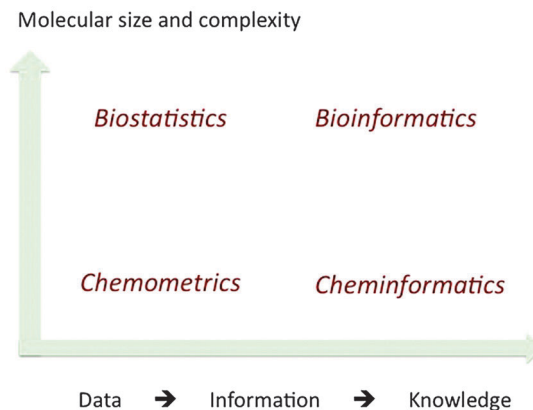 Molecular size and complexity
Biostatistics Bioinformatics
Chemometrics Cheminformatics
Data ➔ Information ➔ Knowledge